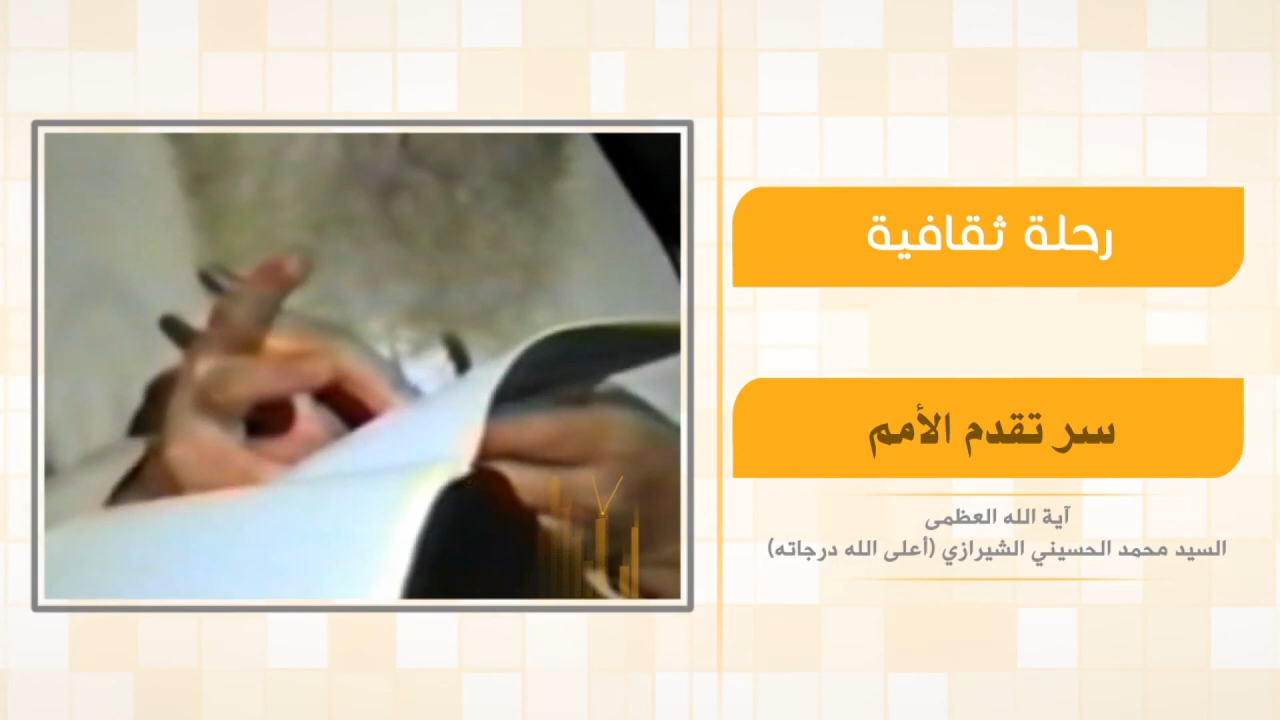 رحلة ثقافية
سر تقدم الأمم
آية الله العظمى
السيد محمد الحسيني الشيرازي (أعلى الله درجاته)